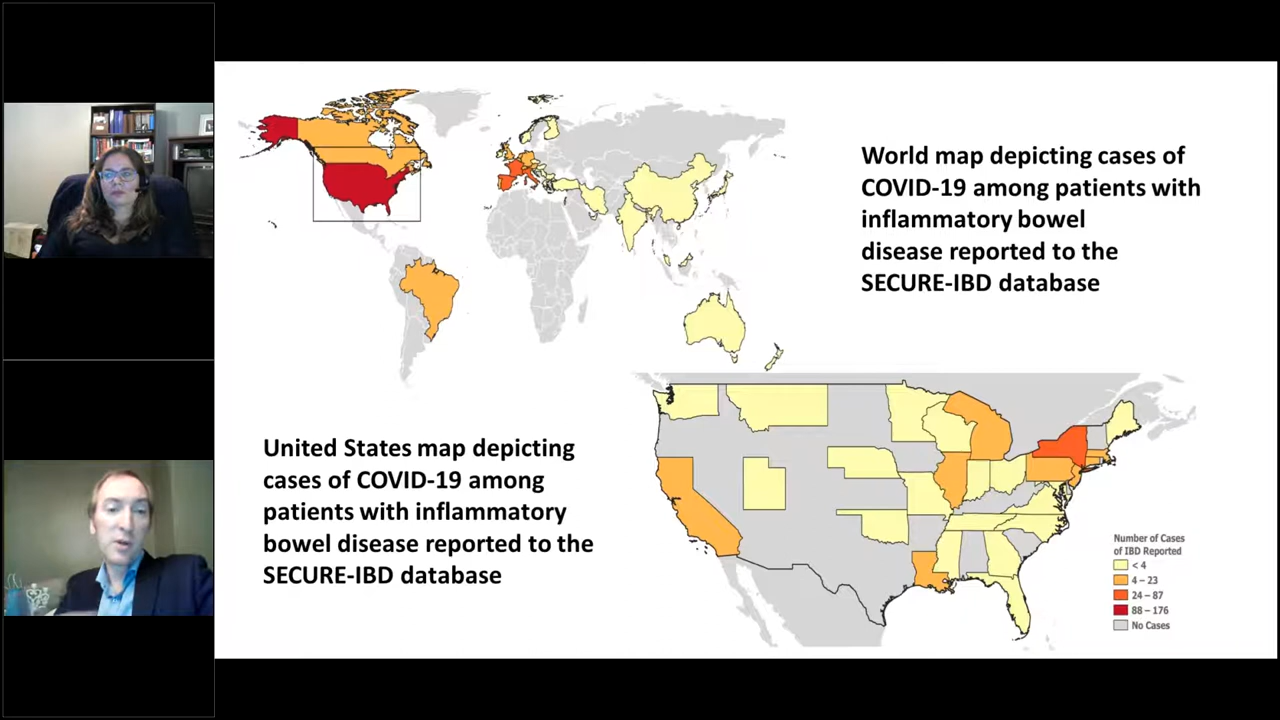 World map depicting cases of
COVID-19 among patients with
inflammatory bowel
disease reported to the
SECURE-IBD database
United States map depicting
cases of COVID-19 among
patients with inflammatory
bowel disease reported to the
SECURE-IBD database
Number of Cases
of IBD Reported
< 4
4 – 23
24 – 87
88 – 176
No Cases